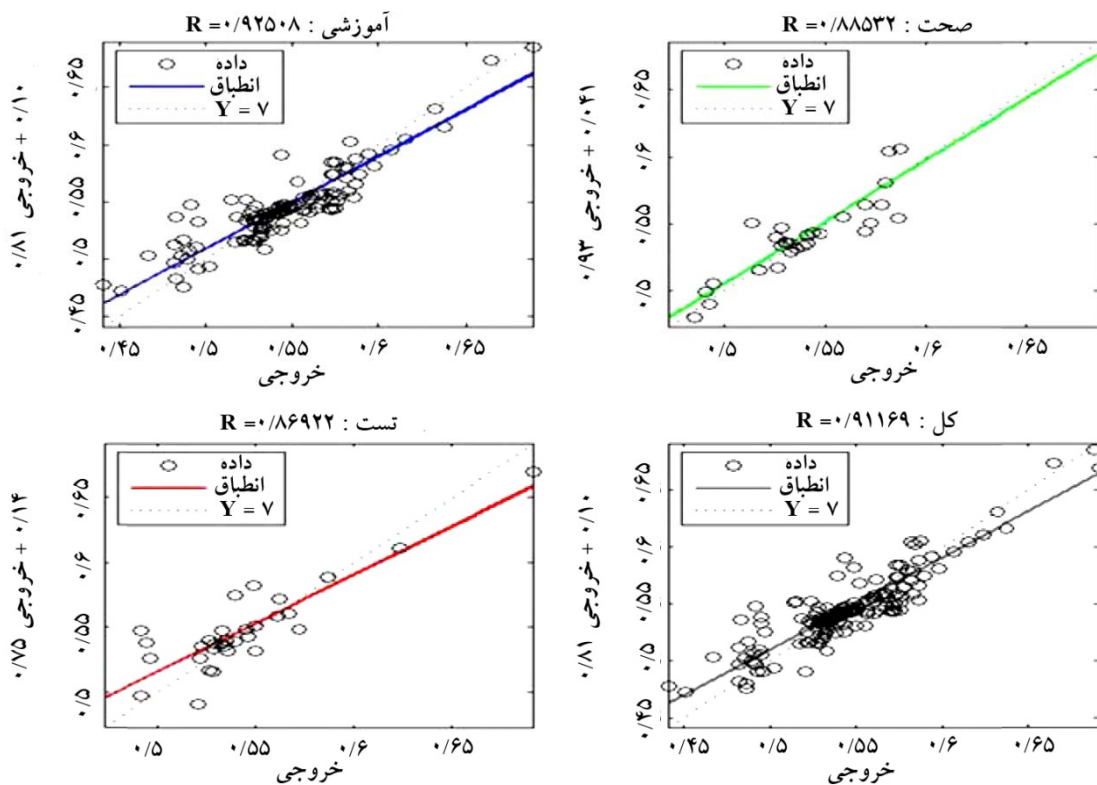 آموزشی : R =۰/۹۲۵۰۸
داده
انطباق
Y = ۷
۰/۸۱ خروجی + ۰/۱۰
۰/۶۵
۰/۶
۰/۵۵
۰/۵
۰/۴۵
۰/۴۵ ۰/۵ ۰/۵۵ ۰/۶ ۰/۶۵
خروجی
صحت : R =۰/۸۸۵۳۲
داده
انطباق
Y = ۷
۰/۹۳ خروجی + ۰/۰۴۱
۰/۶۵
۰/۶
۰/۵۵
۰/۵
۰/۵ ۰/۵۵ ۰/۶ ۰/۶۵
خروجی
تست : R =۰/۸۶۹۲۲
داده
انطباق
Y = ۷
۰/۷۵ خروجی + ۰/۱۴
۰/۶۵
۰/۶
۰/۵۵
۰/۵
۰/۵ ۰/۵۵ ۰/۶ ۰/۶۵
خروجی
کل : R =۰/۹۱۱۶۹
داده
انطباق
Y = ۷
۰/۸۱ خروجی + ۰/۱۰
۰/۶۵
۰/۶
۰/۵۵
۰/۵
۰/۴۵
۰/۴۵ ۰/۵ ۰/۵۵ ۰/۶ ۰/۶۵
خروجی